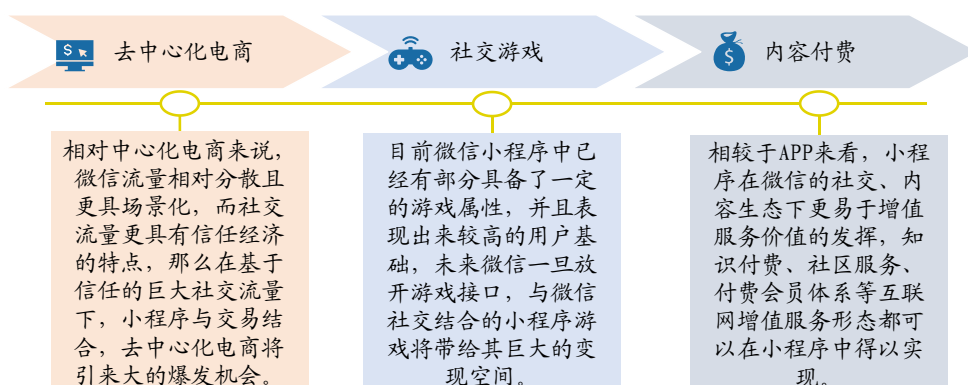 去中心化电商
社交游戏
内容付费
相对中心化电商来说，
微信流量相对分散且
更具场景化，而社交
流量更具有信任经济
的特点，那么在基于
信任的巨大社交流量
下，小程序与交易结
合，去中心化电商将
引来大的爆发机会。
目前微信小程序中已
经有部分具备了一定
的游戏属性，并且表
现出来较高的用户基
础，未来微信一旦放
开游戏接口，与微信
社交结合的小程序游
戏将带给其巨大的变
现空间。
相较于APP来看，小程
序在微信的社交、内
容生态下更易于增值
服务价值的发挥，知
识付费、社区服务、
付费会员体系等互联
网增值服务形态都可
以在小程序中得以实
现。